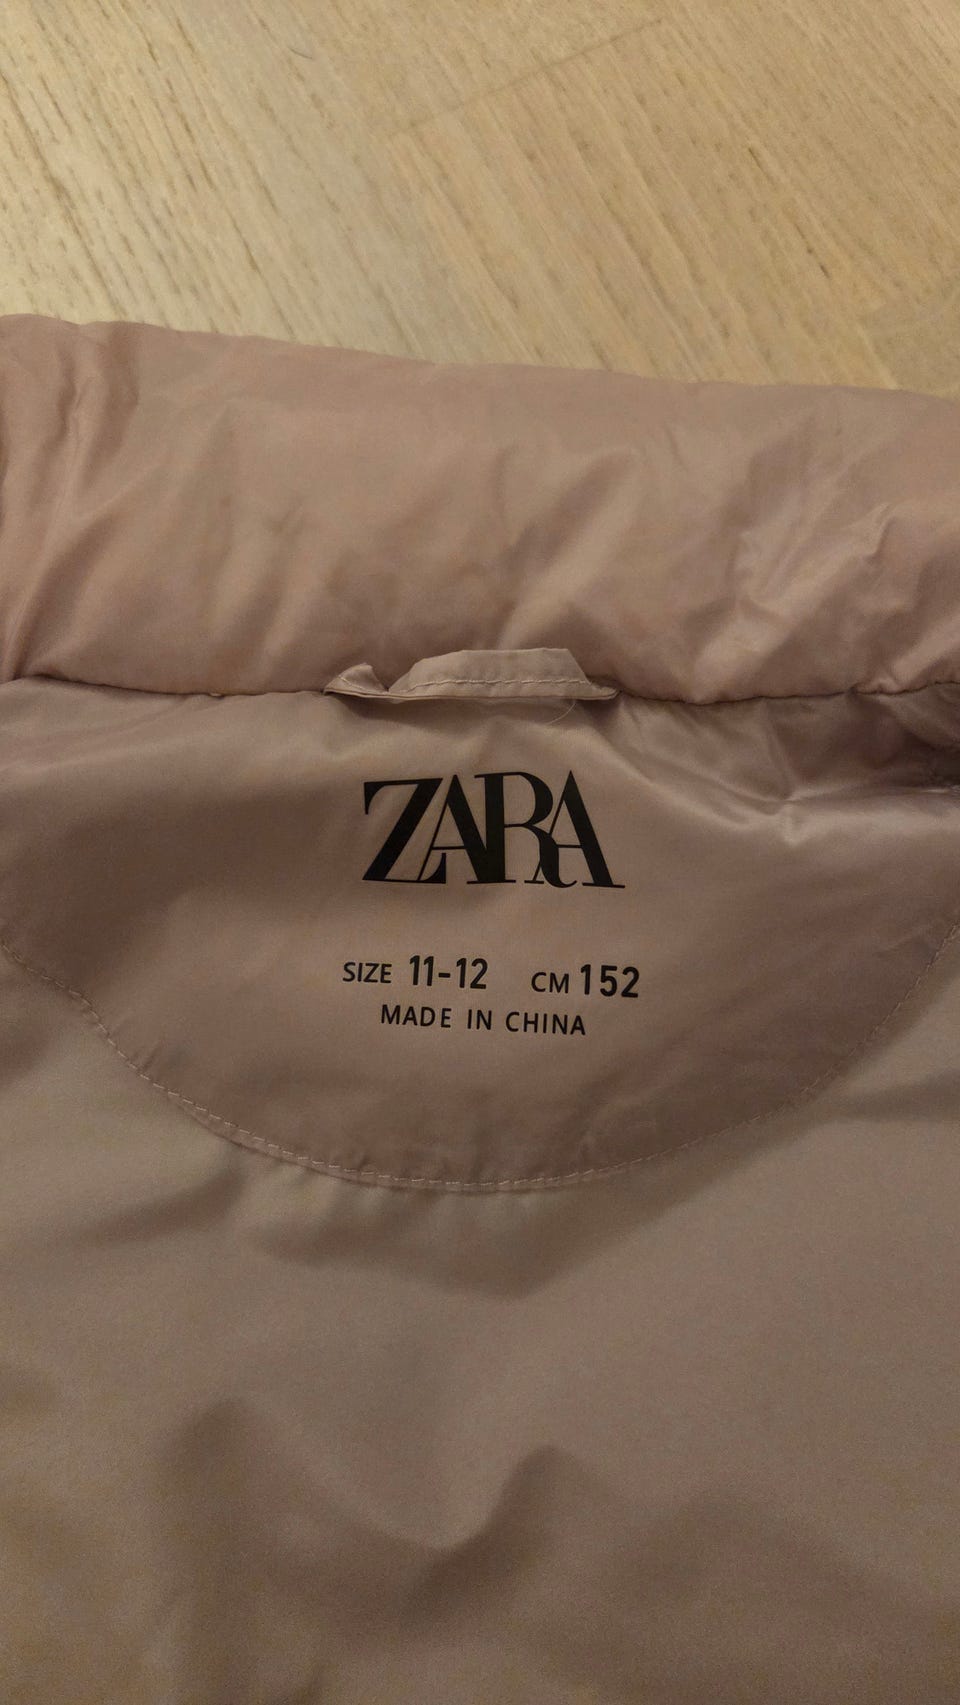 ZARA
SIZE 11-12 CM 152
MADE IN CHINA